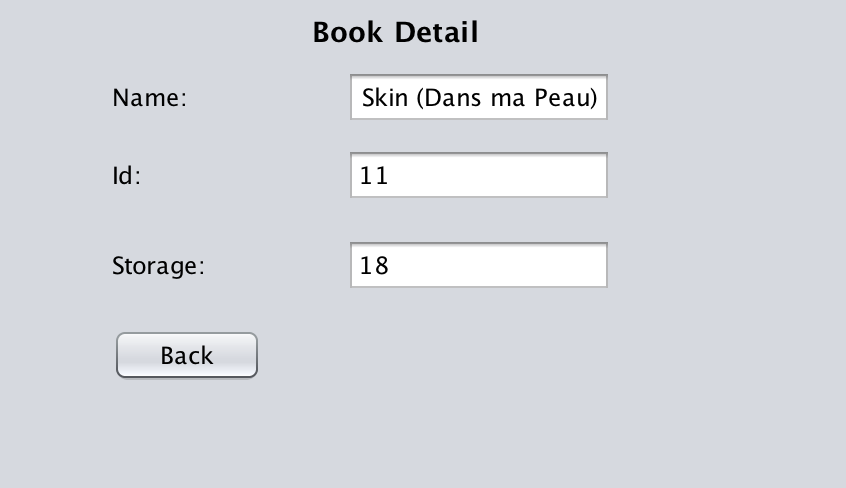 Book Detail
Name: Skin (Dans ma Peau)
Id: 11
Storage: 18
Back